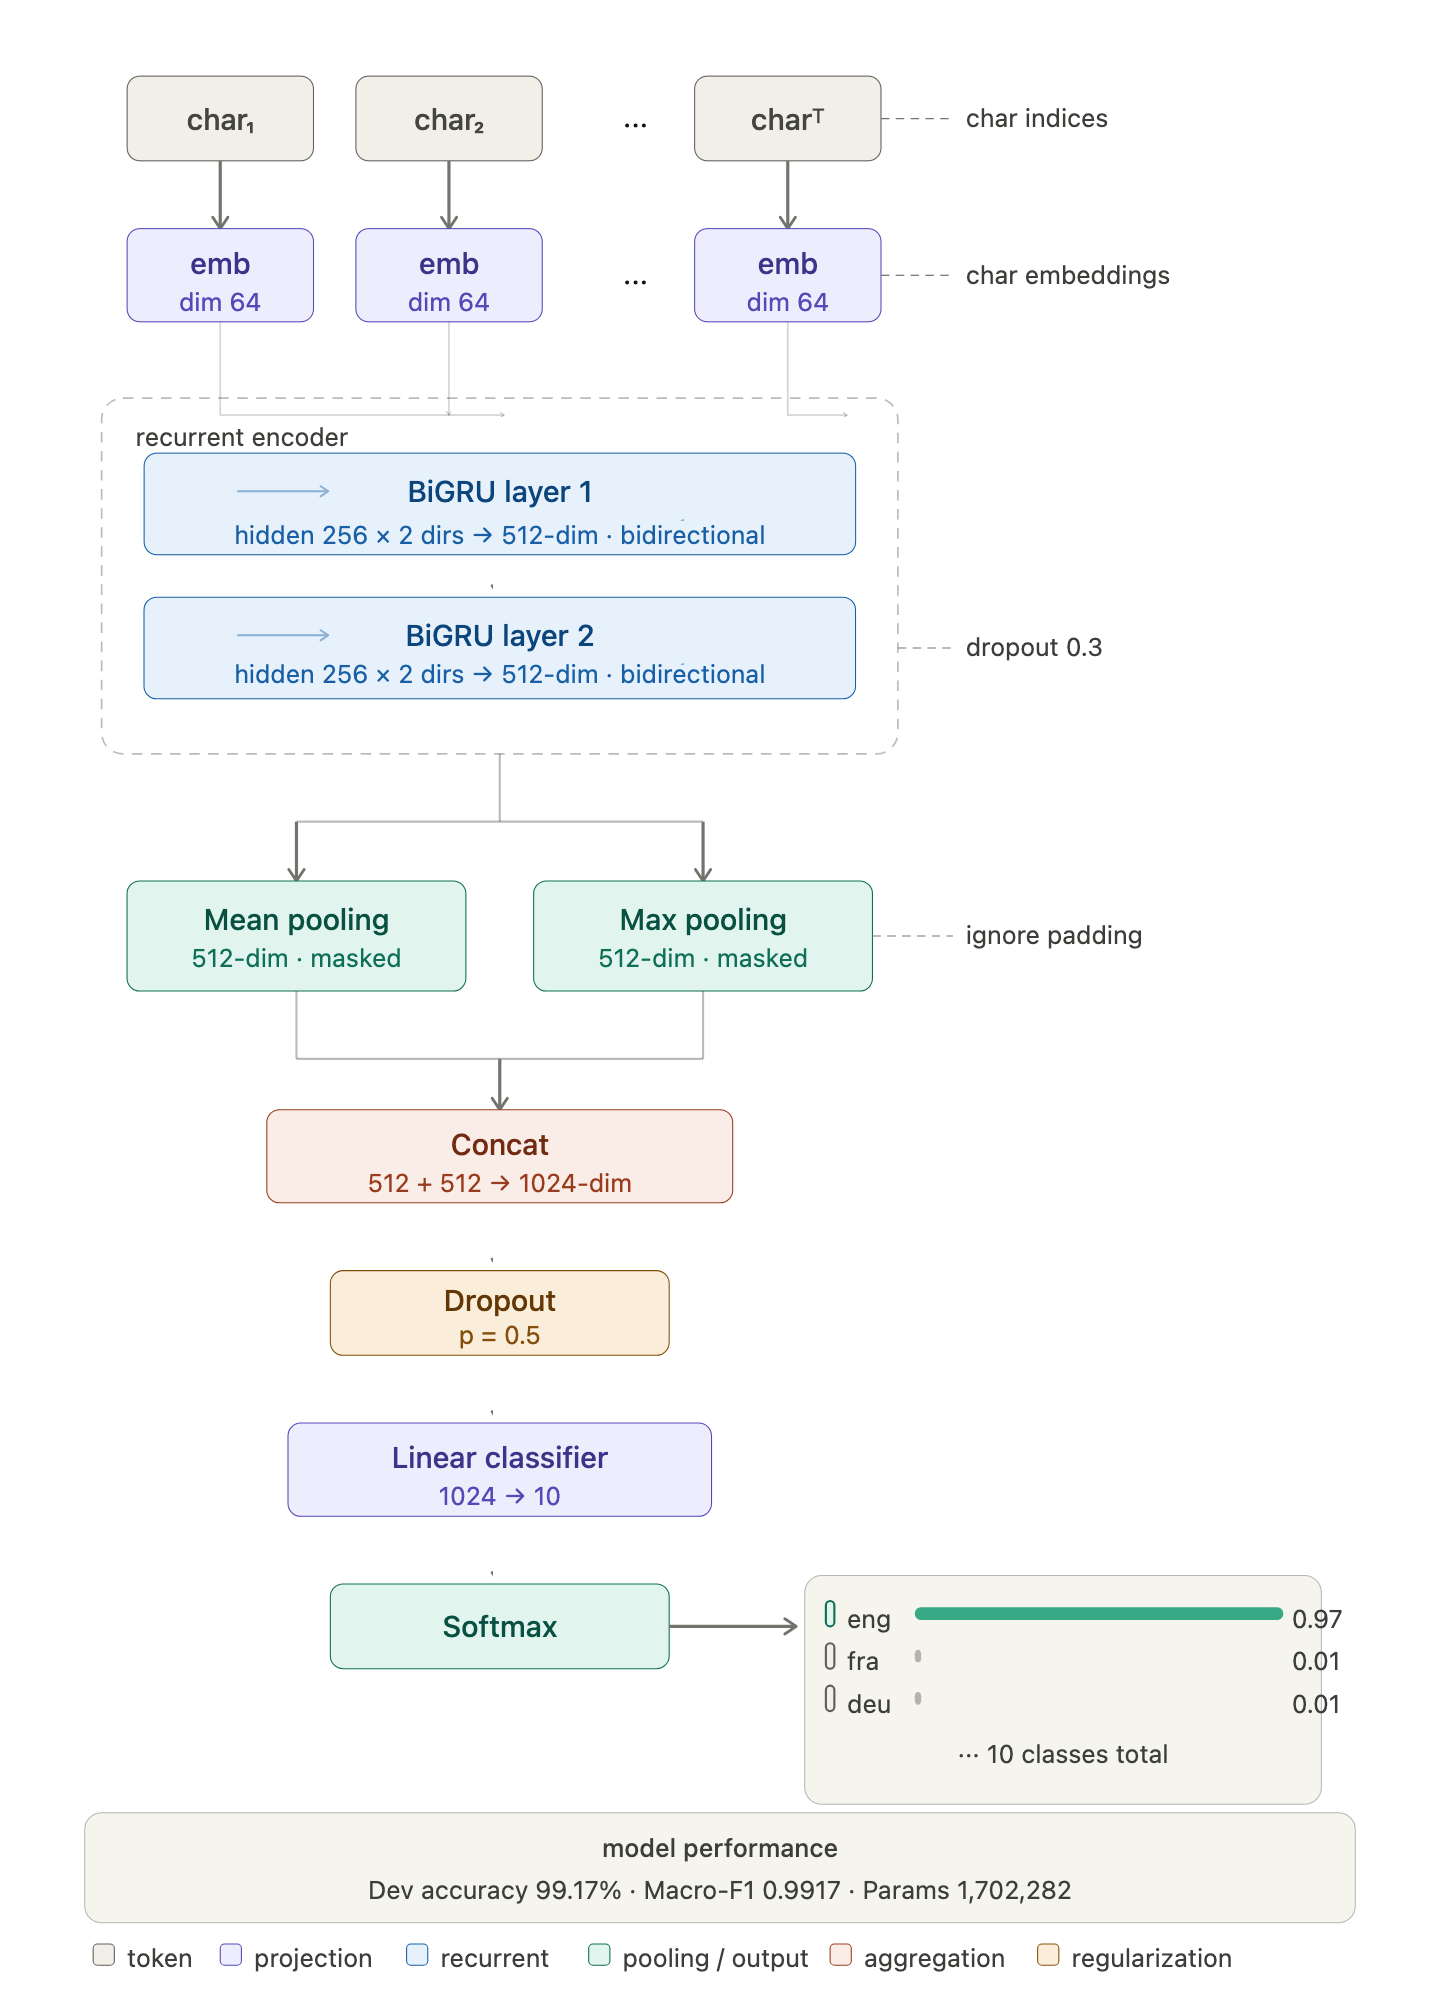 char₁ char₂ ... charᵀ char indices
emb emb emb
dim 64 dim 64 ... dim 64 char embeddings
recurrent encoder
BiGRU layer 1
hidden 256 × 2 dirs → 512-dim · bidirectional
BiGRU layer 2
hidden 256 × 2 dirs → 512-dim · bidirectional
dropout 0.3
Mean pooling Max pooling
512-dim · masked 512-dim · masked
ignore padding
Concat
512 + 512 → 1024-dim
Dropout
p = 0.5
Linear classifier
1024 → 10
Softmax
eng 0.97
fra 0.01
deu 0.01
··· 10 classes total
model performance
Dev accuracy 99.17% · Macro-F1 0.9917 · Params 1,702,282
token projection recurrent pooling / output aggregation regularization